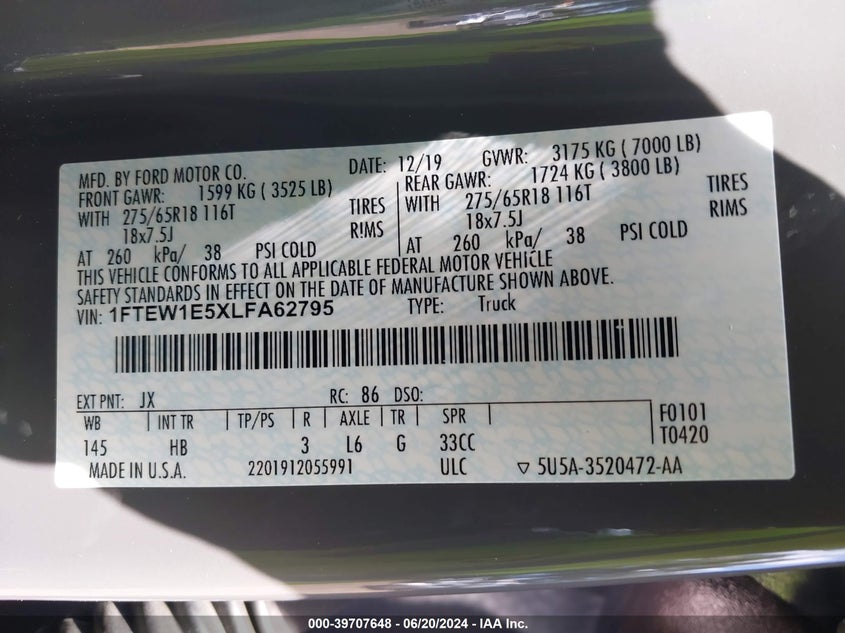 MFD. BY FORD MOTOR CO. DATE: 12/19 GVWR: 3175 KG ( 7000 LB)
FRONT GAWR: 1599 KG ( 3525 LB) REAR GAWR: 1724 KG ( 3800 LB)
WITH 275/65R18 116T TIRES WITH 275/65R18 116T TIRES
18x7.5J RIMS 18x7.5J RIMS
AT 260 kPa/ 38 PSI COLD AT 260 kPa/ 38 PSI COLD
THIS VEHICLE CONFORMS TO ALL APPLICABLE FEDERAL MOTOR VEHICLE
SAFETY STANDARDS IN EFFECT ON THE DATE OF MANUFACTURE SHOWN ABOVE.
VIN: 1FTEW1E5XLFA62795 TYPE: Truck
EXT PNT: JX RC: 86 DSO:
WB INT TR TP/PS R AXLE TR SPR F0101
145 HB 3 L6 G 33CC T0420
MADE IN U.S.A. 2201912055991 ULC ▽ 5U5A-3520472-AA
000-39707648 - 06/20/2024 - IAA Inc.